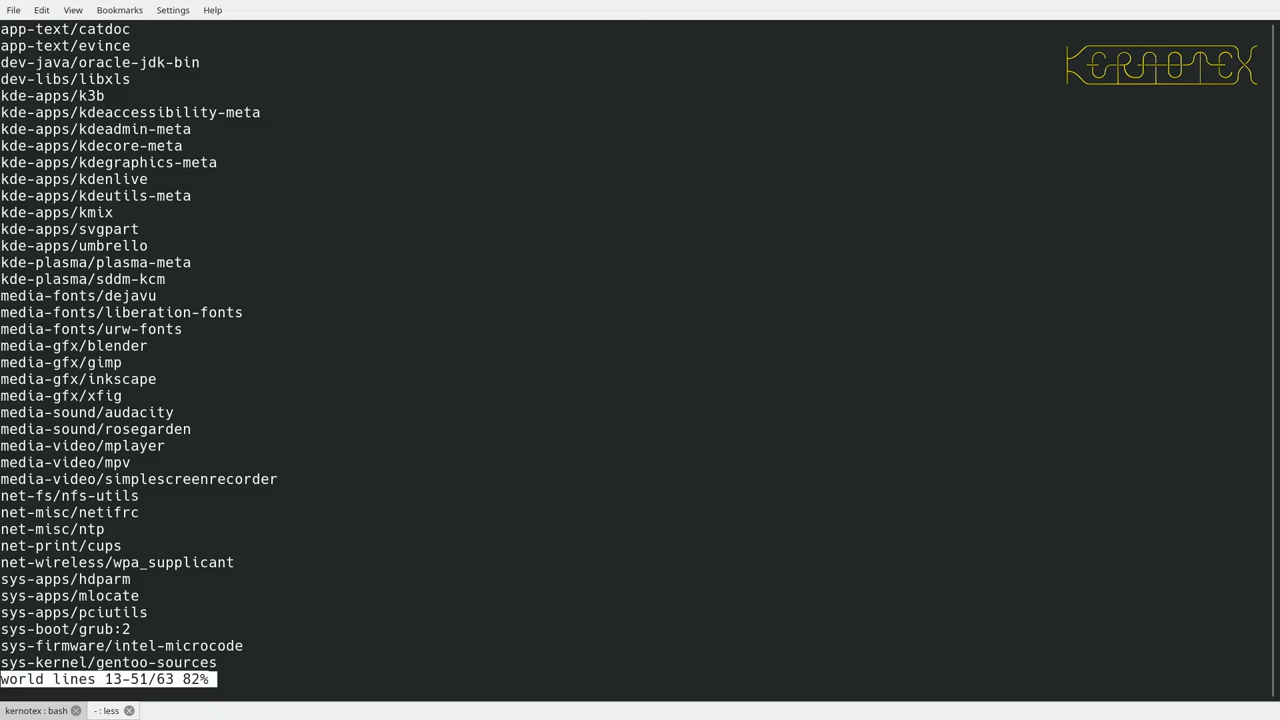 File Edit View Bookmarks Settings Help
app-text/catdoc
app-text/evince
dev-java/oracle-jdk-bin
dev-libs/libxls
kde-apps/k3b
kde-apps/kdeaccessibility-meta
kde-apps/kdeadmin-meta
kde-apps/kdecore-meta
kde-apps/kdegraphics-meta
kde-apps/kdenlive
kde-apps/kdeutils-meta
kde-apps/kmix
kde-apps/svgpart
kde-apps/umbrello
kde-plasma/plasma-meta
kde-plasma/sddm-kcm
media-fonts/dejavu
media-fonts/liberation-fonts
media-fonts/urw-fonts
media-gfx/blender
media-gfx/gimp
media-gfx/inkscape
media-gfx/xfig
media-sound/audacity
media-sound/rosegarden
media-video/mplayer
media-video/mpv
media-video/simplescreenrecorder
net-fs/nfs-utils
net-misc/netifrc
net-misc/ntp
net-print/cups
net-wireless/wpa_supplicant
sys-apps/hdparm
sys-apps/mlocate
sys-apps/pciutils
sys-boot/grub:2
sys-firmware/intel-microcode
sys-kernel/gentoo-sources
world lines 13-51/63 82%
KERNOTEX
kernotex : bash - : less